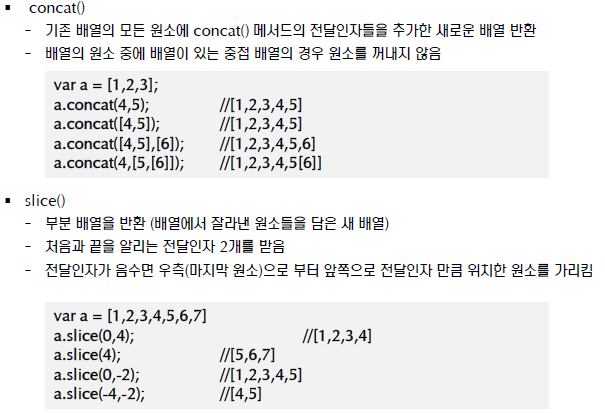 ▪ concat()
– 기존 배열의 모든 원소에 concat() 메서드의 전달인자들을 추가한 새로운 배열 반환
– 배열의 원소 중에 배열이 있는 중접 배열의 경우 원소를 꺼내지 않음
var a = [1,2,3];
a.concat(4,5); //[1,2,3,4,5]
a.concat([4,5]); //[1,2,3,4,5]
a.concat([4,5],[6]); //[1,2,3,4,5,6]
a.concat(4,[5,[6]]); //[1,2,3,4,5[6]]
▪ slice()
– 부분 배열을 반환 (배열에서 잘라낸 원소들을 담은 새 배열)
– 처음과 끝을 알리는 전달인자 2개를 받음
– 전달인자가 음수면 우측(마지막 원소)으로 부터 앞쪽으로 전달인자 만큼 위치한 원소를 가리킴
var a = [1,2,3,4,5,6,7]
a.slice(0,4); //[1,2,3,4]
a.slice(4); //[5,6,7]
a.slice(0,-2); //[1,2,3,4,5]
a.slice(-4,-2); //[4,5]